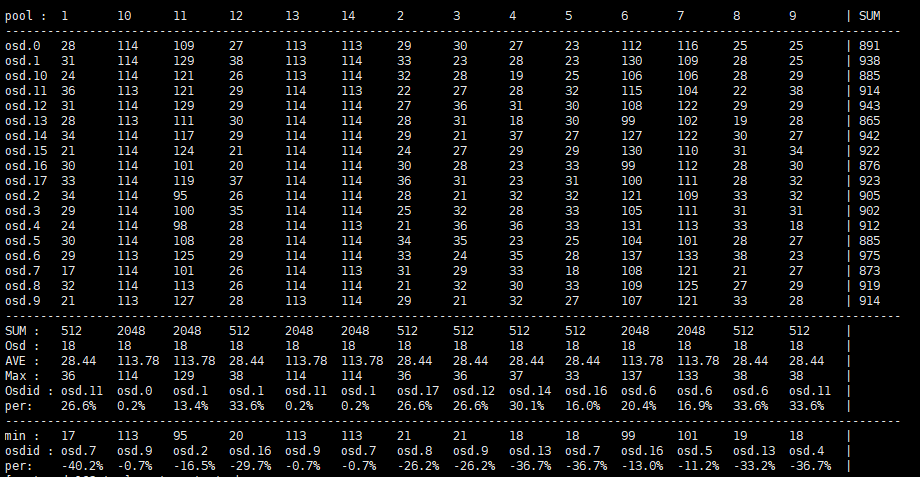 pool : 1 10 11 12 13 14 2 3 4 5 6 7 8 9 | SUM
osd.0 28 114 109 27 113 113 29 30 27 23 112 116 25 25 | 891
osd.1 31 114 129 38 113 114 33 23 28 23 130 109 28 25 | 938
osd.10 24 114 121 26 113 114 32 28 19 25 106 106 28 29 | 885
osd.11 36 113 121 29 114 113 22 27 28 32 115 104 22 38 | 914
osd.12 31 114 129 29 114 114 27 36 31 30 108 122 29 29 | 943
osd.13 28 113 111 30 114 114 28 31 18 30 99 102 19 28 | 865
osd.14 34 114 117 29 114 114 29 21 37 27 127 122 30 27 | 942
osd.15 21 114 124 21 114 114 24 27 29 29 130 110 31 34 | 922
osd.16 30 114 101 20 114 114 30 28 23 33 99 112 28 30 | 876
osd.17 33 114 119 37 114 114 36 31 23 31 100 111 28 32 | 923
osd.2 34 114 95 26 114 114 28 21 32 32 121 109 33 32 | 905
osd.3 29 114 100 35 114 114 25 32 28 33 105 111 31 31 | 902
osd.4 24 114 98 28 114 113 21 36 36 33 131 113 33 18 | 912
osd.5 30 114 108 28 114 114 34 35 23 25 104 101 28 27 | 885
osd.6 29 113 125 29 114 114 33 24 35 28 137 133 38 23 | 975
osd.7 17 114 101 26 114 113 31 29 33 18 108 121 21 27 | 873
osd.8 32 114 113 26 114 114 21 32 30 33 109 125 27 29 | 919
osd.9 21 113 127 28 113 114 29 21 32 27 107 121 33 28 | 914
SUM : 512 2048 2048 512 2048 2048 512 512 512 512 2048 2048 512 512 |
Osd : 18 18 18 18 18 18 18 18 18 18 18 18 18 18 |
AVE : 28.44 113.78 113.78 28.44 113.78 113.78 28.44 28.44 28.44 28.44 113.78 113.78 28.44 28.44 |
Max : 36 114 129 38 114 114 36 36 37 33 137 133 38 38 |
Osdid : osd.11 osd.0 osd.1 osd.1 osd.11 osd.1 osd.17 osd.12 osd.14 osd.16 osd.6 osd.6 osd.6 osd.11 |
per: 26.6% 0.2% 13.4% 33.6% 0.2% 0.2% 26.6% 26.6% 30.1% 16.0% 20.4% 16.9% 33.6% 33.6% |
min : 17 113 95 20 113 113 21 21 18 18 99 101 19 18 |
osdid : osd.7 osd.9 osd.2 osd.16 osd.9 osd.7 osd.8 osd.9 osd.13 osd.7 osd.16 osd.5 osd.13 osd.4 |
per: -40.2% -0.7% -16.5% -29.7% -0.7% -0.7% -26.2% -26.2% -36.7% -36.7% -13.0% -11.2% -33.2% -36.7% |